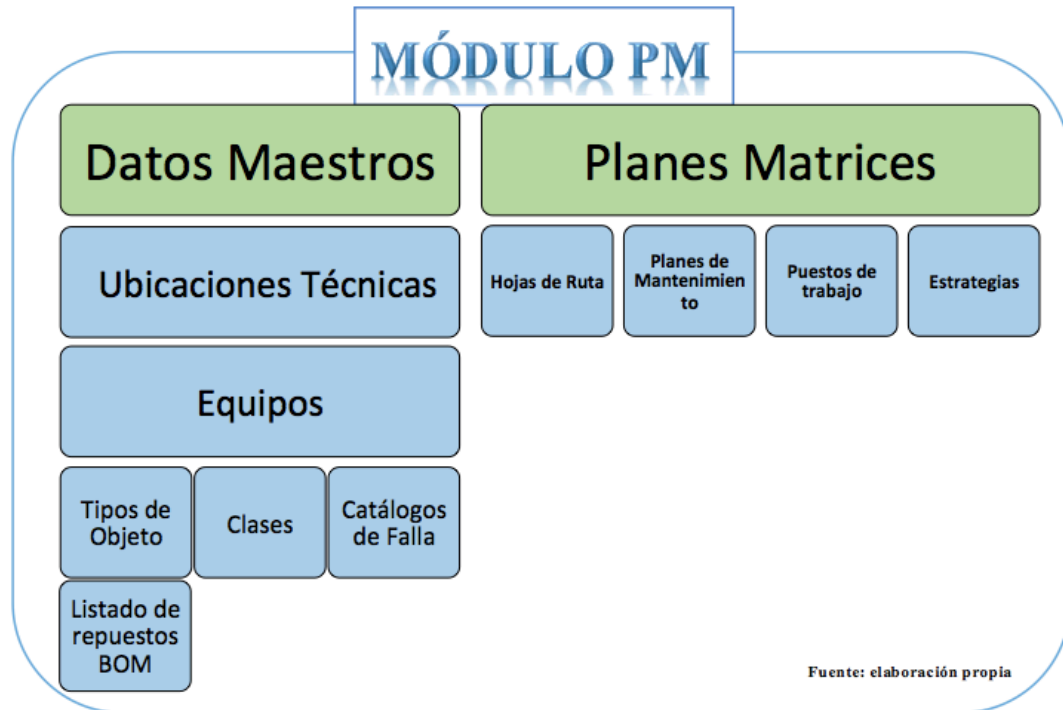 MÓDULO PM
Datos Maestros
Planes Matrices
Ubicaciones Técnicas
Hojas de Ruta
Planes de
Mantenimien
to
Puestos de
trabajo
Estrategias
Equipos
Tipos de
Objeto
Clases
Catálogos
de Falla
Listado de
repuestos
BOM
Fuente: elaboración propia